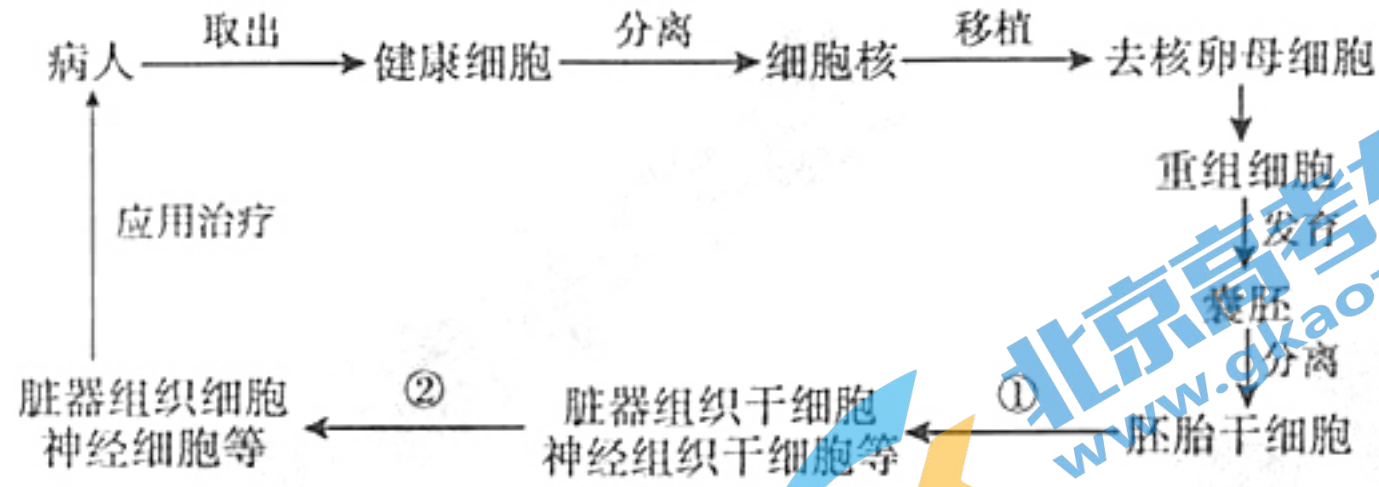 取出
分离
移植
病人
健康细胞
细胞核
去核卵母细胞
重组细胞
应用治疗
发育
囊胚
分离
脏器组织细胞
神经细胞等
②
脏器组织干细胞
神经组织干细胞等
①
胚胎干细胞
北京高考
www.gkao